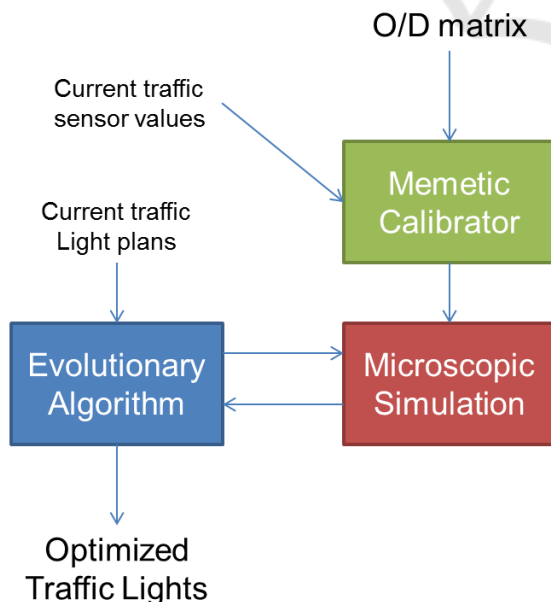 O/D matrix
Current traffic
sensor values
Memetic
Calibrator
Current traffic
Light plans
Evolutionary
Algorithm
Microscopic
Simulation
Optimized
Traffic Lights